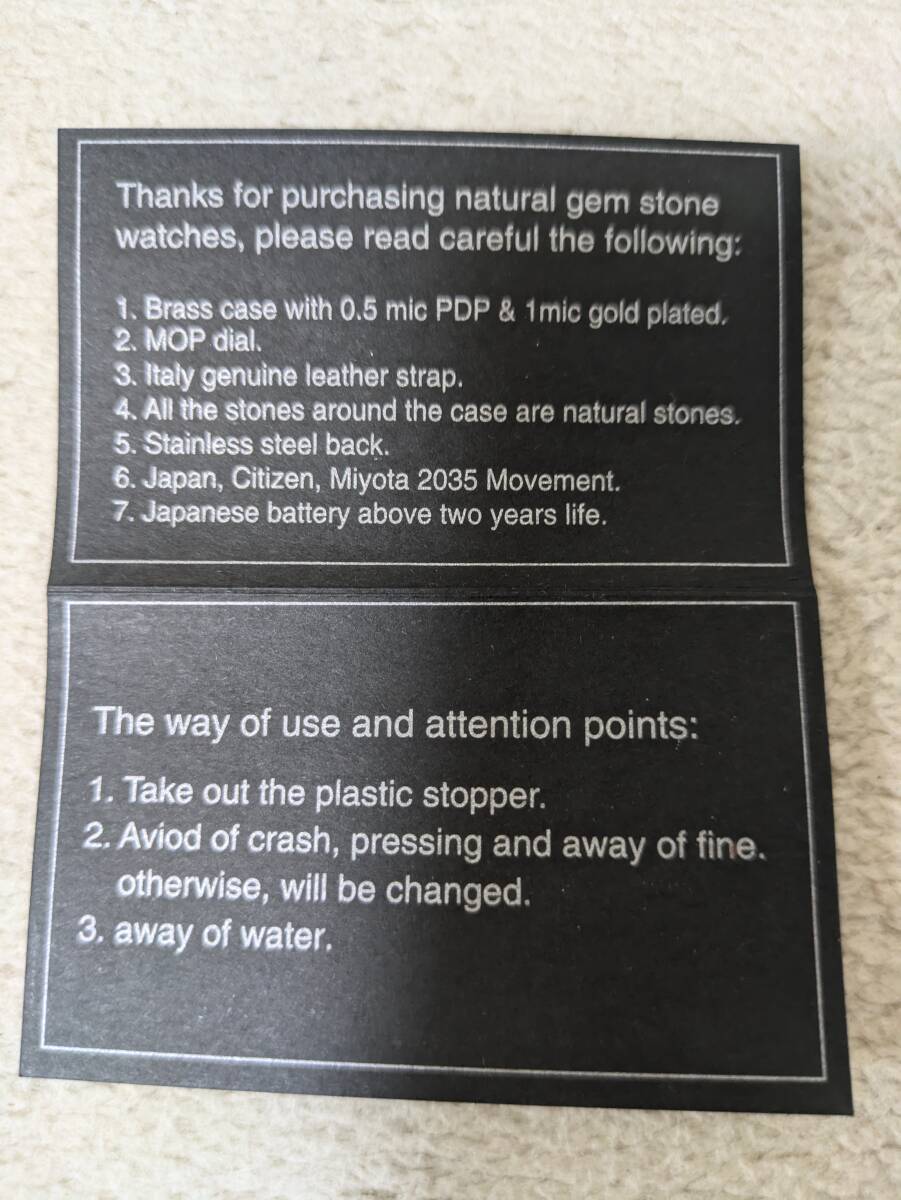 Thanks for purchasing natural gem stone
watches, please read careful the following:
1. Brass case with 0.5 mic PDP & 1mic gold plated.
2. MOP dial.
3. Italy genuine leather strap.
4. All the stones around the case are natural stones.
5. Stainless steel back.
6. Japan, Citizen, Miyota 2035 Movement.
7. Japanese battery above two years life.
The way of use and attention points:
1. Take out the plastic stopper.
2. Aviod of crash, pressing and away of fine.
otherwise, will be changed.
3. away of water.